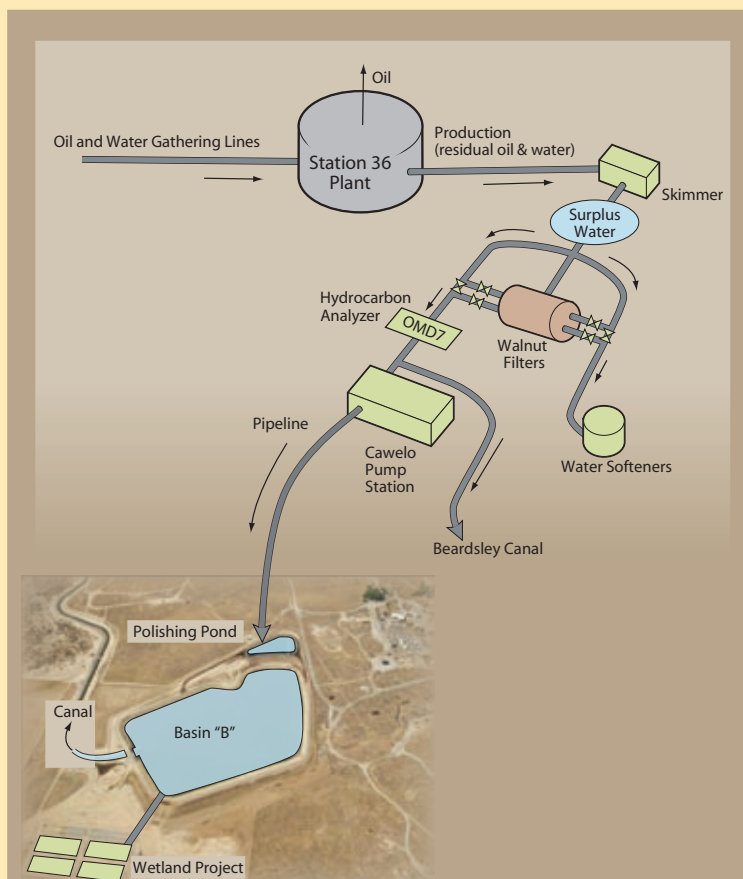 Oil
Oil and Water Gathering Lines
Station 36
Plant
Production
(residual oil & water)
Skimmer
Surplus
Water
Hydrocarbon
Analyzer
OMD7
Walnut
Filters
Pipeline
Cawelo
Pump
Station
Water Softeners
Beardsley Canal
Polishing Pond
Canal
Basin "B"
Wetland Project